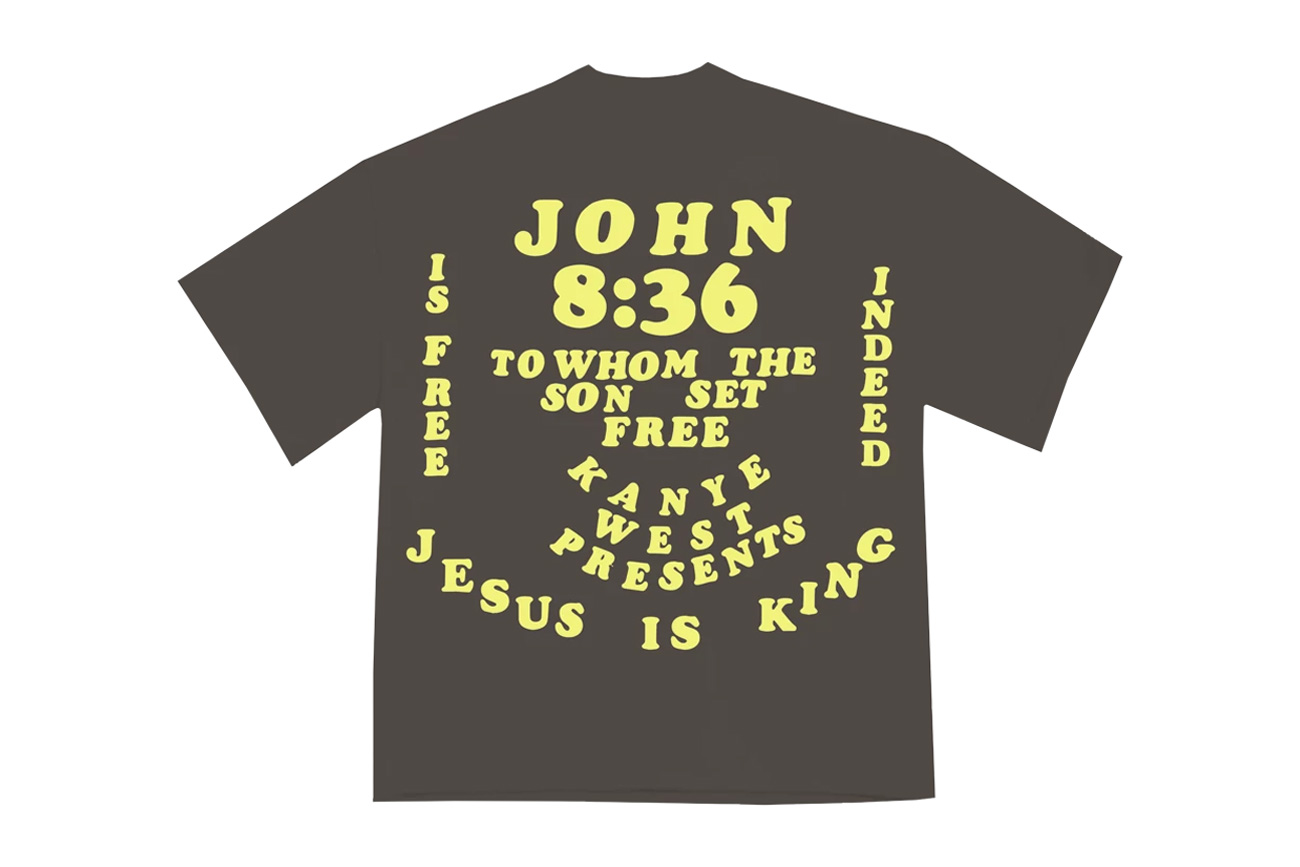 JOHN
8:36
TO WHOM THE
SON SET
FREE
IS FREE
INDEED
KANYE
WEST
PRESENTS
JESUS IS KING